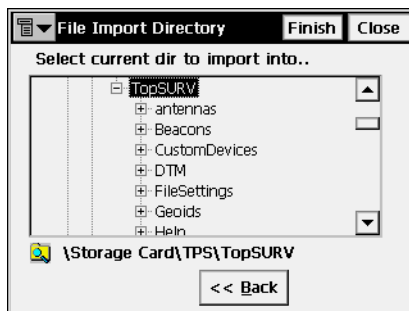 File Import Directory Finish Close
Select current dir to import into..
TopSURV
antennas
Beacons
CustomDevices
DTM
FileSettings
Geoids
Help
\Storage Card\TPS\TopSURV
<< Back